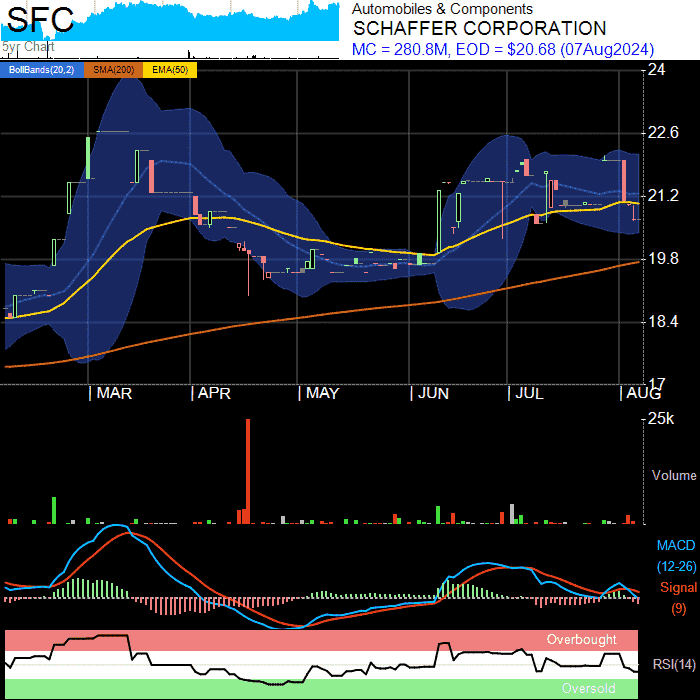 SFC
5yr Chart
Automobiles & Components
SCHAFFER CORPORATION
MC = 280.8M, EOD = $20.68 (07Aug2024)
BollBands(20,2) SMA(200) EMA(50)
24
22.6
21.2
19.8
18.4
17
MAR APR MAY JUN JUL AUG
25k
Volume
MACD
(12-26)
Signal
(9)
Overbought
RSI(14)
Oversold